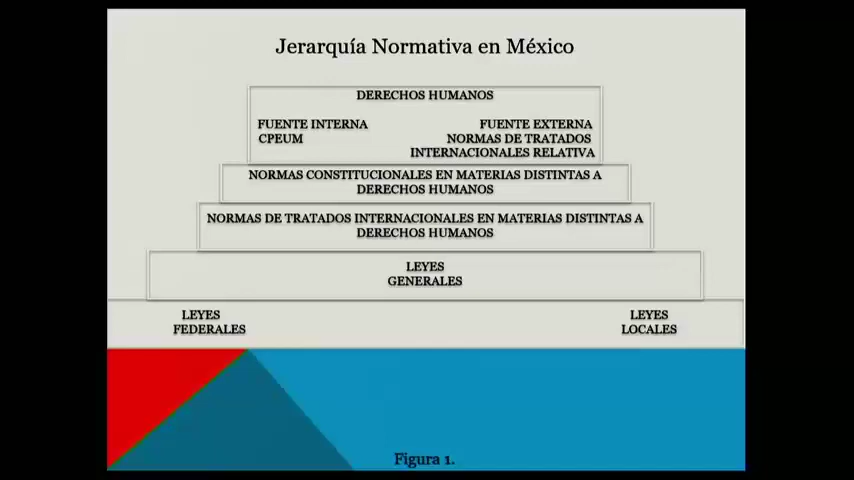 Jerarquía Normativa en México
DERECHOS HUMANOS
FUENTE INTERNA
CPEUM
FUENTE EXTERNA
NORMAS DE TRATADOS
INTERNACIONALES RELATIVA
NORMAS CONSTITUCIONALES EN MATERIAS DISTINTAS A
DERECHOS HUMANOS
NORMAS DE TRATADOS INTERNACIONALES EN MATERIAS DISTINTAS A
DERECHOS HUMANOS
LEYES
GENERALES
LEYES
FEDERALES
LEYES
LOCALES
Figura 1.